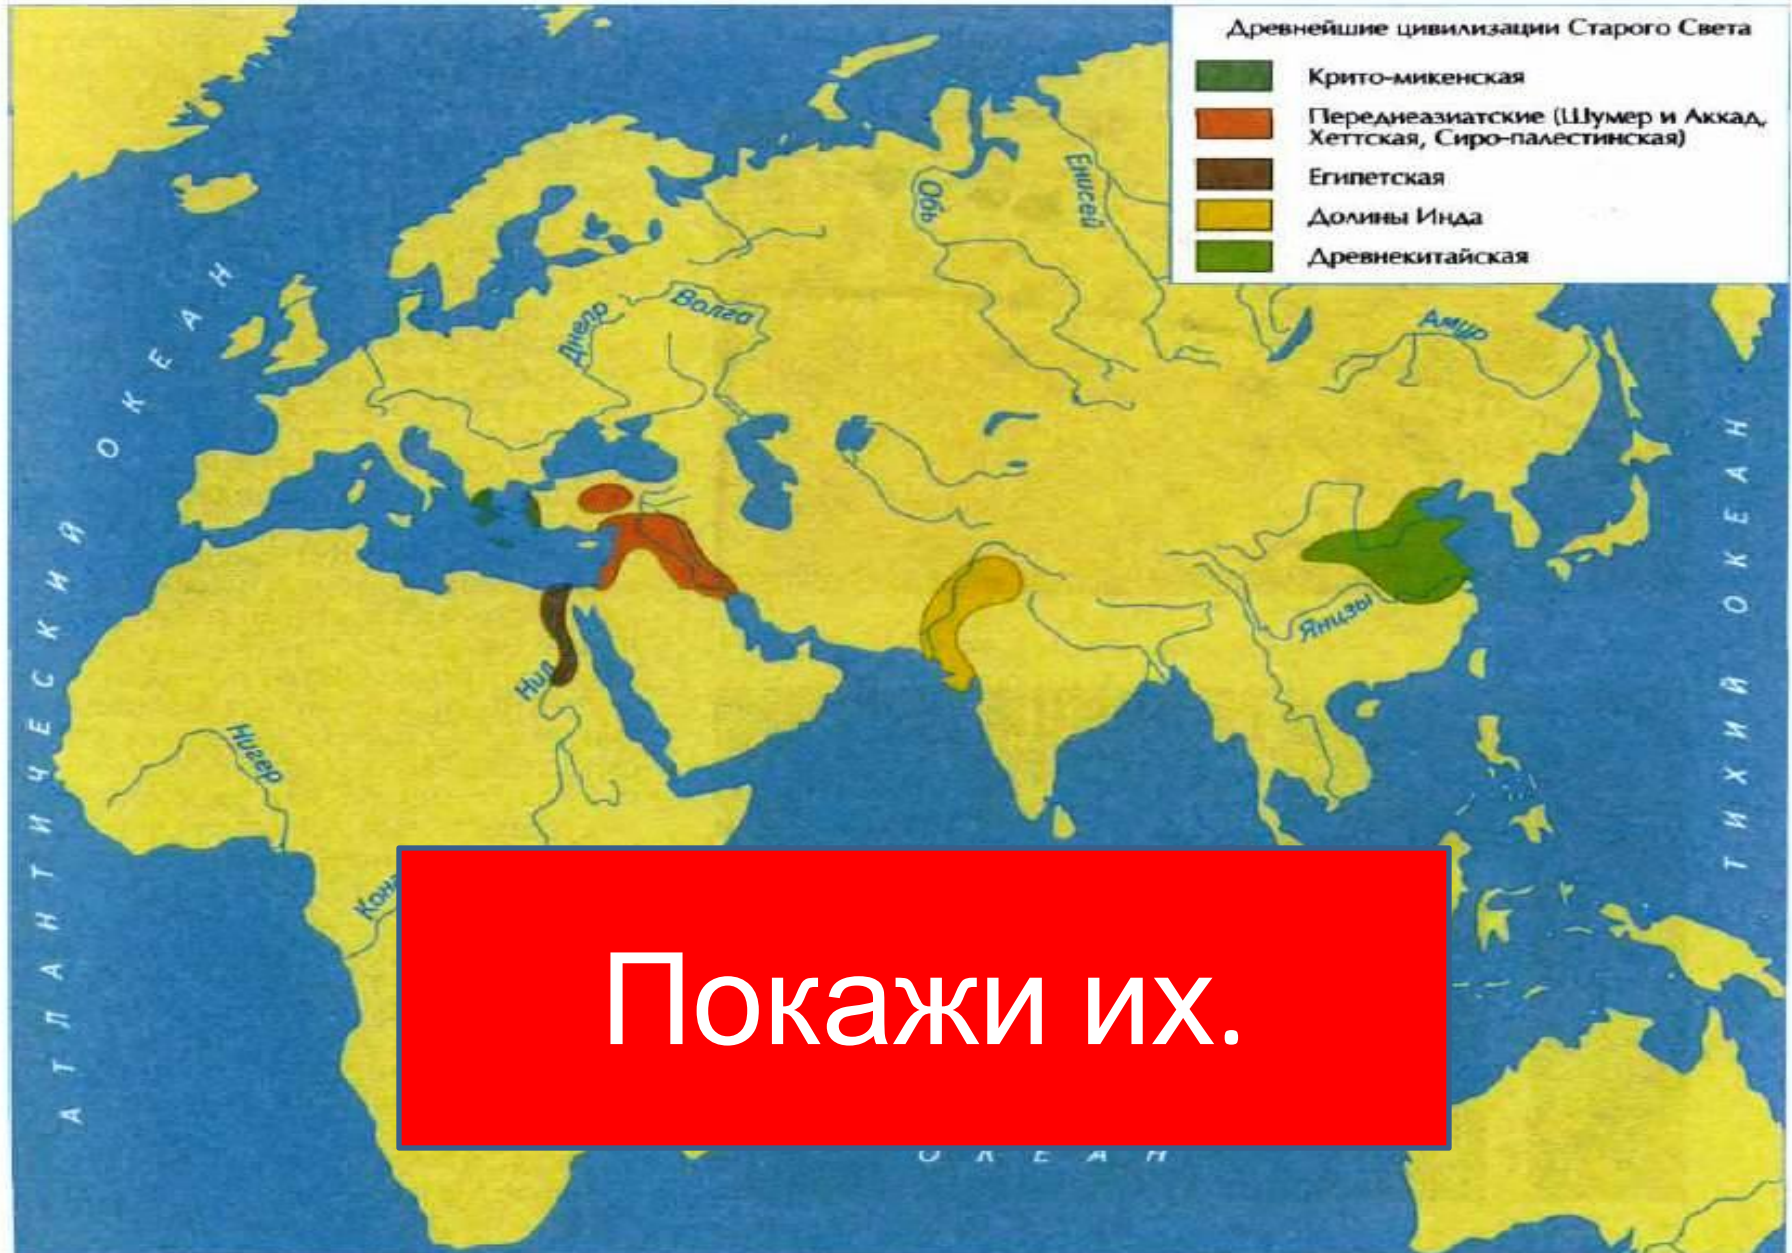 Древнейшие цивилизации Старого Света
Крито-микенская
Переднеазиатские (Шумер и Аккад,
Хеттская, Сиро-палестинская)
Египетская
Долины Инда
Древнекитайская
Обь
Енисей
Волга
Днепр
Амур
Янцзы
Нил
Нигер
АТЛАНТИЧЕСКИЙ ОКЕАН
ТИХИЙ ОКЕАН
Покажи их.
ОКЕАН